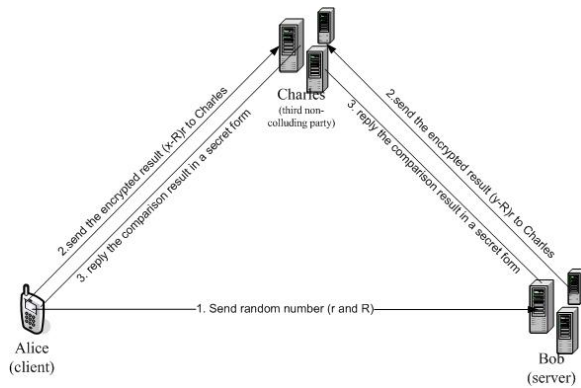 Charles
(third non-
colluding party)
2.send the encrypted result (x-R)r to Charles
3. reply the comparison result in a secret form
2.send the encrypted result (y-R)r to Charles
3. reply the comparison result in a secret form
1. Send random number (r and R)
Alice
(client)
Bob
(server)